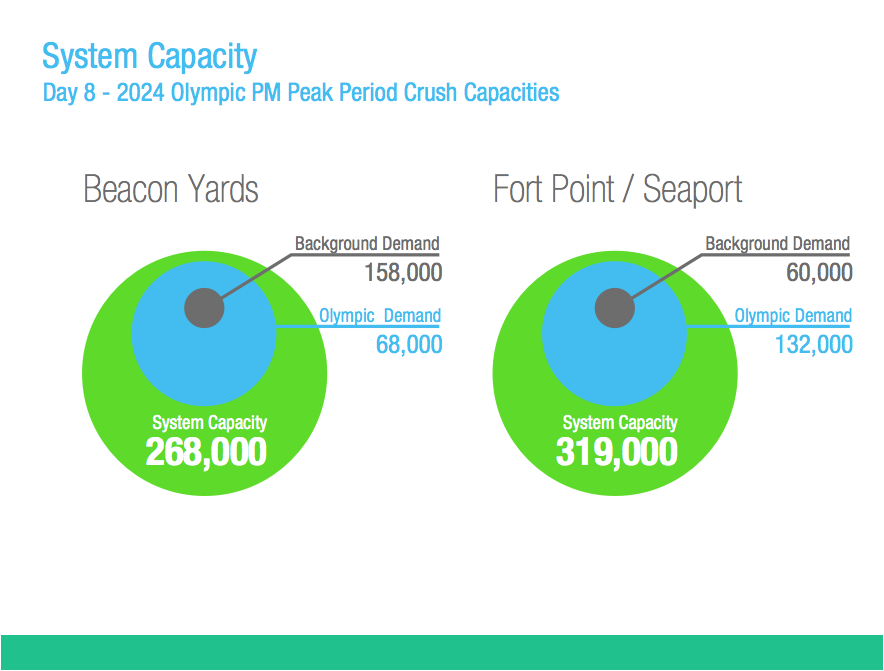 System Capacity
Day 8 - 2024 Olympic PM Peak Period Crush Capacities
Beacon Yards
Background Demand
158,000
Olympic Demand
68,000
System Capacity
268,000
Fort Point / Seaport
Background Demand
60,000
Olympic Demand
132,000
System Capacity
319,000